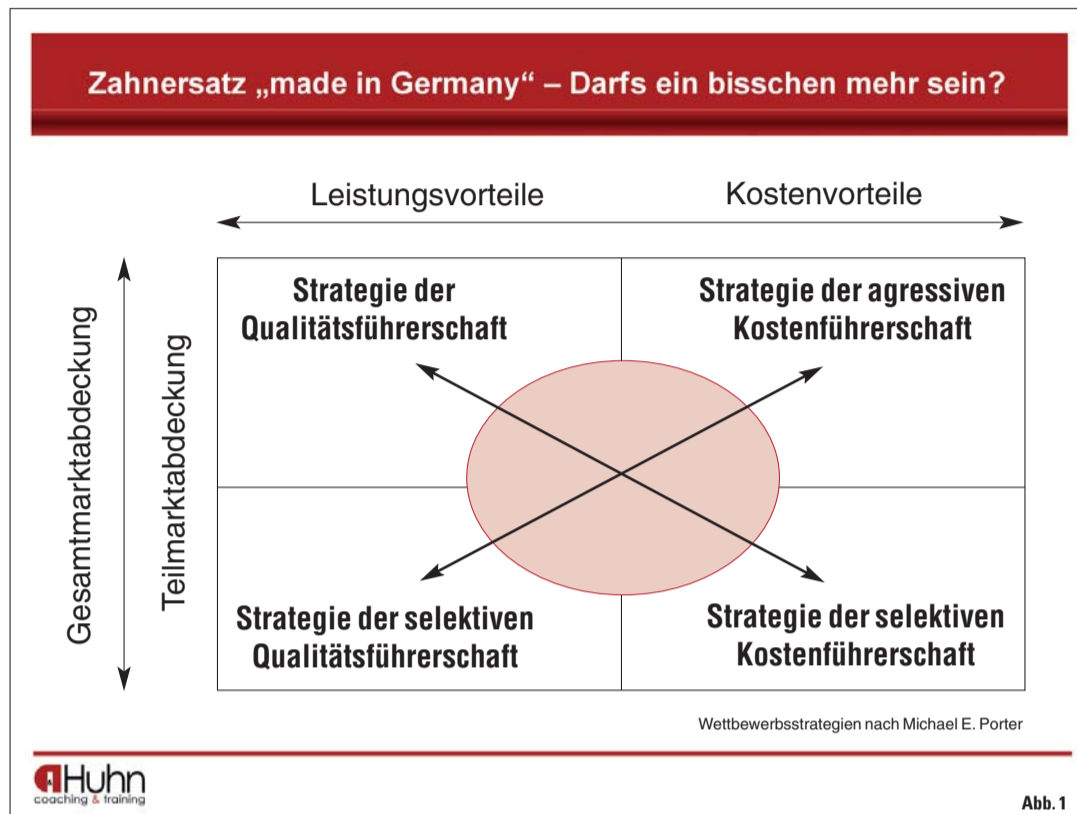 Zahnersatz „made in Germany“ – Darfs ein bisschen mehr sein?
Leistungsvorteile
Kostenvorteile
Gesamtmarktabdeckung
Teilmarktabdeckung
Strategie der
Qualitätsführerschaft
Strategie der agressiven
Kostenführerschaft
Strategie der selektiven
Qualitätsführerschaft
Strategie der selektiven
Kostenführerschaft
Wettbewerbsstrategien nach Michael E. Porter
Huhn
coaching & training
Abb. 1